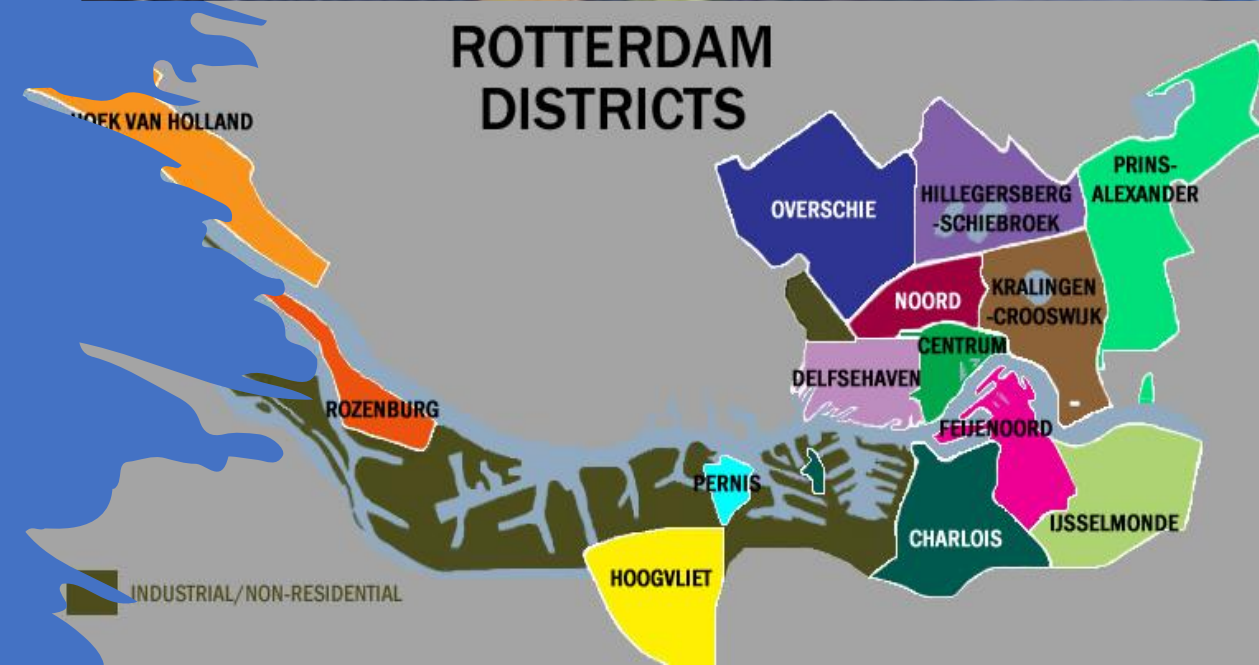 ROTTERDAM
DISTRICTS
VAN HOLLAND
PRINS-
ALEXANDER
HILLEGERSBERG
-SCHIEBROEK
OVERSCHIE
KRALINGEN
-CROOSWIJK
NOORD
CENTRUM
DELFSEHAVEN
ROZENBURG
FEIJENOORD
PERNIS
IJSSELMONDE
CHARLOIS
HOOGVLIET
INDUSTRIAL/NON-RESIDENTIAL